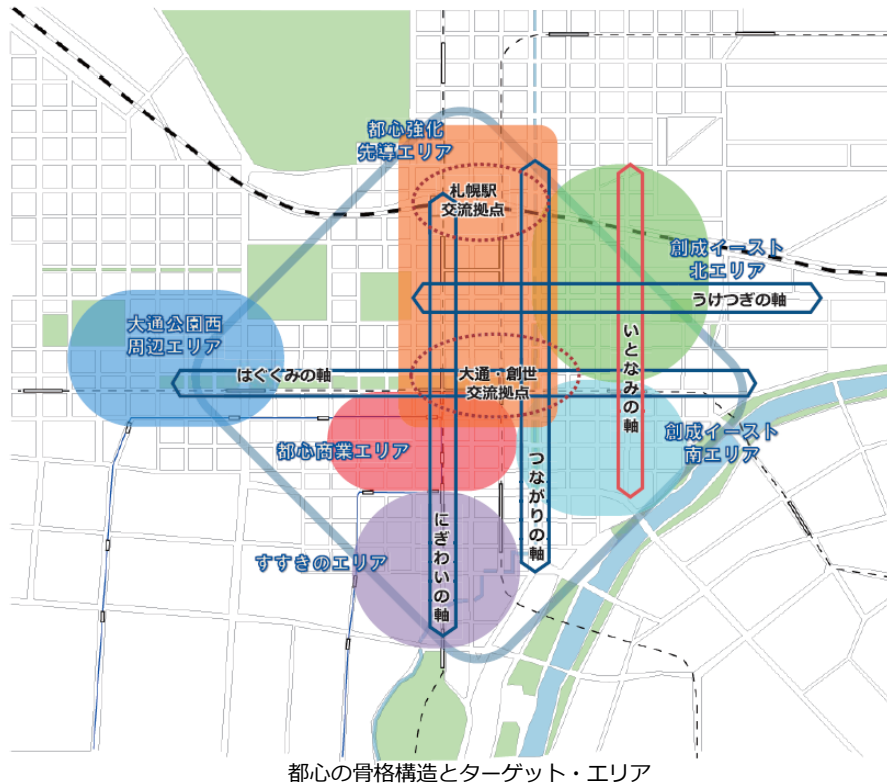 都心強化
先導エリア
札幌駅
交流拠点
創成イースト
北エリア
うけつぎの軸
大通公園西
周辺エリア
いとなみの軸
はぐくみの軸
大通・創世
交流拠点
都心商業エリア
創成イースト
南エリア
つながりの軸
にぎわいの軸
すすきのエリア
都心の骨格構造とターゲット・エリア